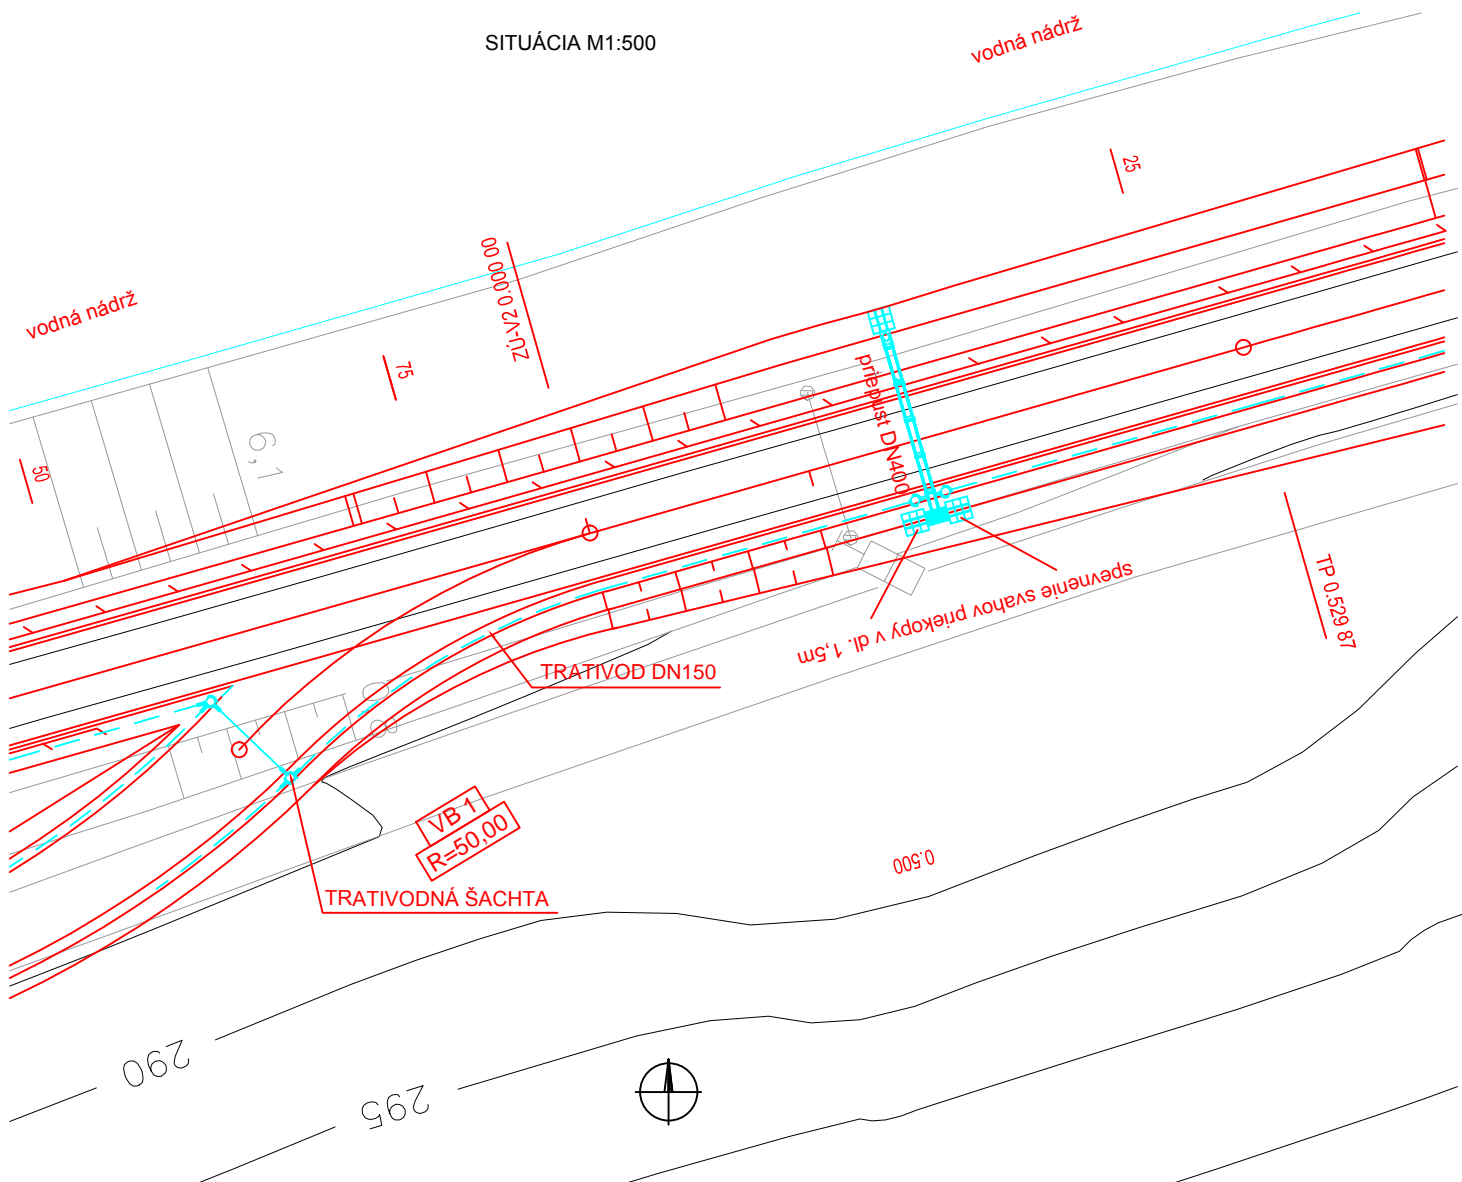 SITUÁCIA M1:500
vodná nádrž
25
ZÚ-V2 0.000 00
vodná nádrž
75
priepust DN400
6,1
50
spevnenie svahov priekopy v dl. 1,5m
TP 0.529 87
TRATIVOD DN150
80
VB 1
R=50,00
0.500
TRATIVODNÁ ŠACHTA
290
295